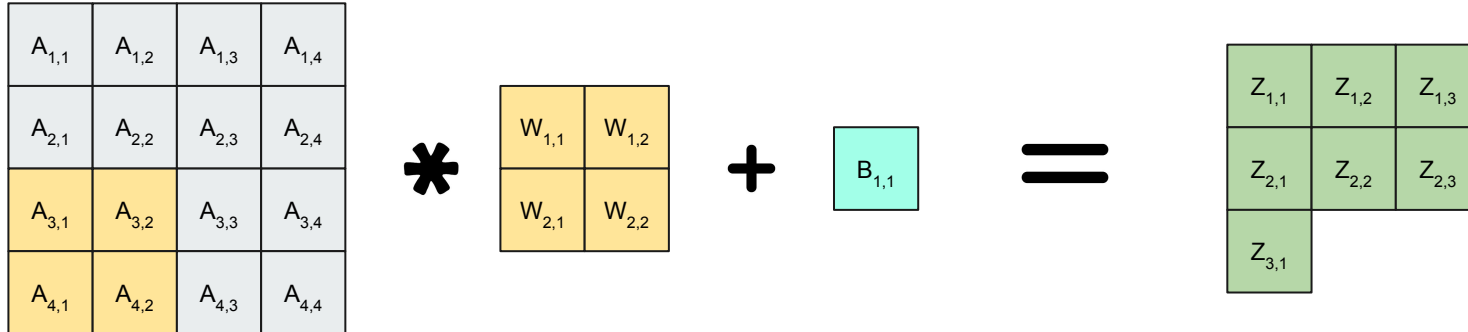 A1,1 A1,2 A1,3 A1,4
A2,1 A2,2 A2,3 A2,4
A3,1 A3,2 A3,3 A3,4
A4,1 A4,2 A4,3 A4,4
*
W1,1 W1,2
W2,1 W2,2
+
B1,1
=
Z1,1 Z1,2 Z1,3
Z2,1 Z2,2 Z2,3
Z3,1